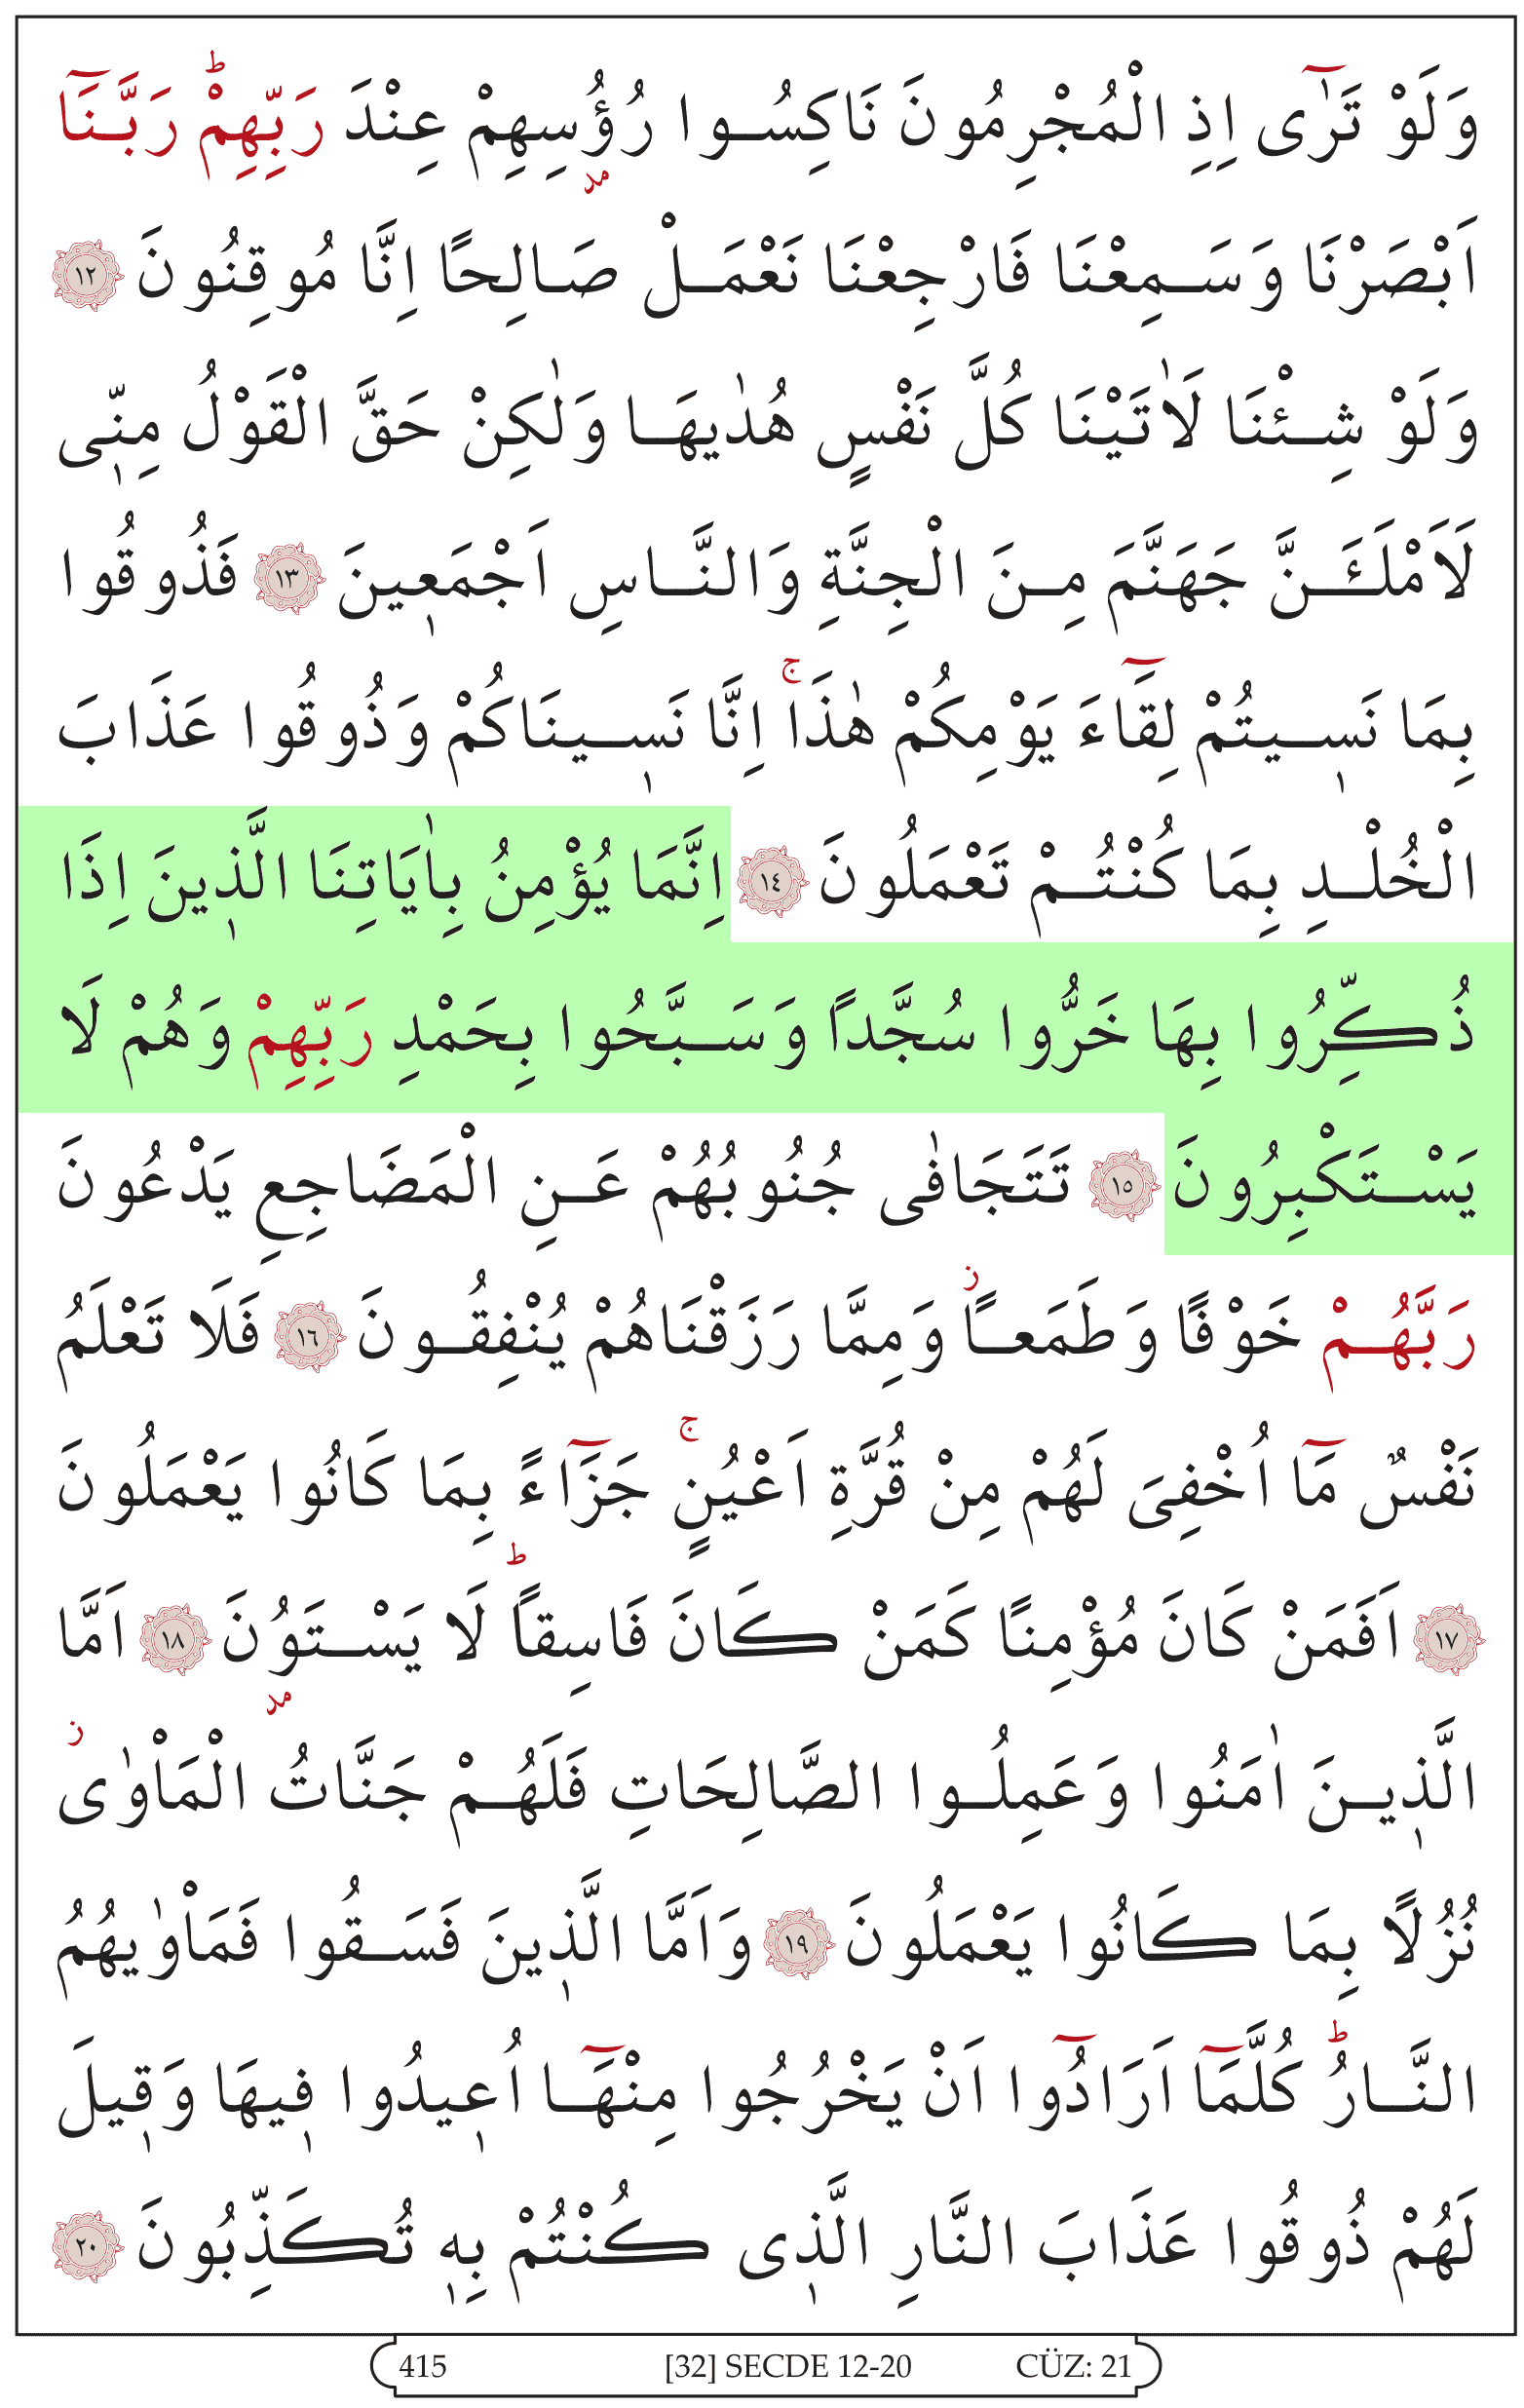 وَلَوْ تَرٰٓى اِذِ الْمُجْرِمُونَ نَاكِسُوا رُؤُ۫سِهِمْ عِنْدَ رَبِّهِمْۜ رَبَّنَٓا
اَبْصَرْنَا وَسَمِعْنَا فَارْجِعْنَا نَعْمَلْ صَالِحًا اِنَّا مُوقِنُونَ ﴿١٢﴾
وَلَوْ شِئْنَا لَاٰتَيْنَا كُلَّ نَفْسٍ هُدٰيهَا وَلٰكِنْ حَقَّ الْقَوْلُ مِنّ۪ى
لَاَمْلَـَٔنَّ جَهَنَّمَ مِنَ الْجِنَّةِ وَالنَّاسِ اَجْمَع۪ينَ ﴿١٣﴾ فَذُوقُوا
بِمَا نَس۪يتُمْ لِقَٓاءَ يَوْمِكُمْ هٰذَاۚ اِنَّا نَس۪ينَاكُمْ وَذُوقُوا عَذَابَ
الْخُلْدِ بِمَا كُنْتُمْ تَعْمَلُونَ ﴿١٤﴾ اِنَّمَا يُؤْمِنُ بِاٰيَاتِنَا الَّذ۪ينَ اِذَا
ذُكِّرُوا بِهَا خَرُّوا سُجَّدًا وَسَبَّحُوا بِحَمْدِ رَبِّهِمْ وَهُمْ لَا
يَسْتَكْبِرُونَ ﴿١٥﴾ تَتَجَافٰى جُنُوبُهُمْ عَنِ الْمَضَاجِعِ يَدْعُونَ
رَبَّهُمْ خَوْفًا وَطَمَعًاۘ وَمِمَّا رَزَقْنَاهُمْ يُنْفِقُونَ ﴿١٦﴾ فَلَا تَعْلَمُ
نَفْسٌ مَٓا اُخْفِىَ لَهُمْ مِنْ قُرَّةِ اَعْيُنٍۚ جَزَٓاءً بِمَا كَانُوا يَعْمَلُونَ
﴿١٧﴾ اَفَمَنْ كَانَ مُؤْمِنًا كَمَنْ كَانَ فَاسِقًاۜ لَا يَسْتَوُ۫نَ ﴿١٨﴾ اَمَّا
الَّذ۪ينَ اٰمَنُوا وَعَمِلُوا الصَّالِحَاتِ فَلَهُمْ جَنَّاتُ الْمَأْوٰىۘ
نُزُلًا بِمَا كَانُوا يَعْمَلُونَ ﴿١٩﴾ وَاَمَّا الَّذ۪ينَ فَسَقُوا فَمَأْوٰيهُمُ
النَّارُۜ كُلَّمَٓا اَرَادُٓوا اَنْ يَخْرُجُوا مِنْهَٓا اُع۪يدُوا ف۪يهَا وَق۪يلَ
لَهُمْ ذُوقُوا عَذَابَ النَّارِ الَّذ۪ى كُنْتُمْ بِه۪ تُكَذِّبُونَ ﴿٢٠﴾
415 [32] SECDE 12-20 CÜZ: 21